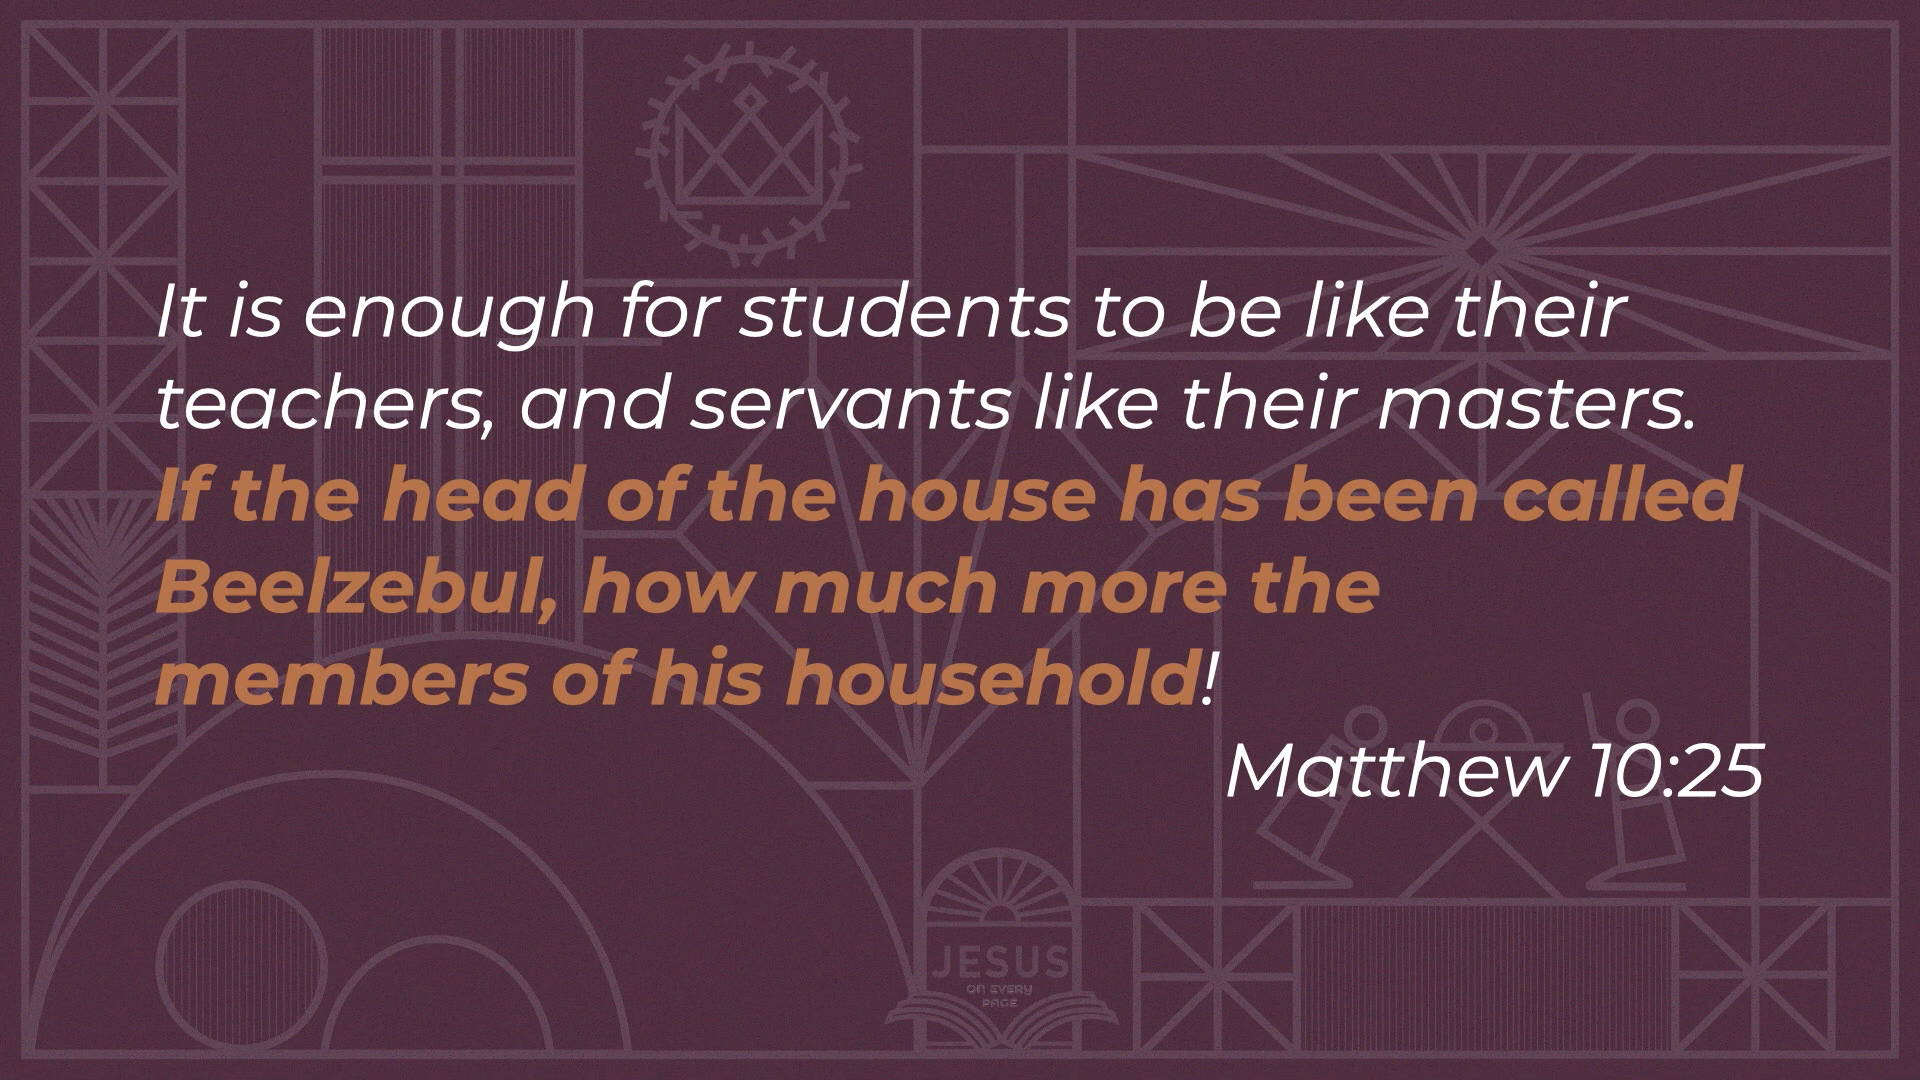 It is enough for students to be like their
teachers, and servants like their masters.
If the head of the house has been called
Beelzebul, how much more the
members of his household!
Matthew 10:25
JESUS
ON EVERY
PAGE